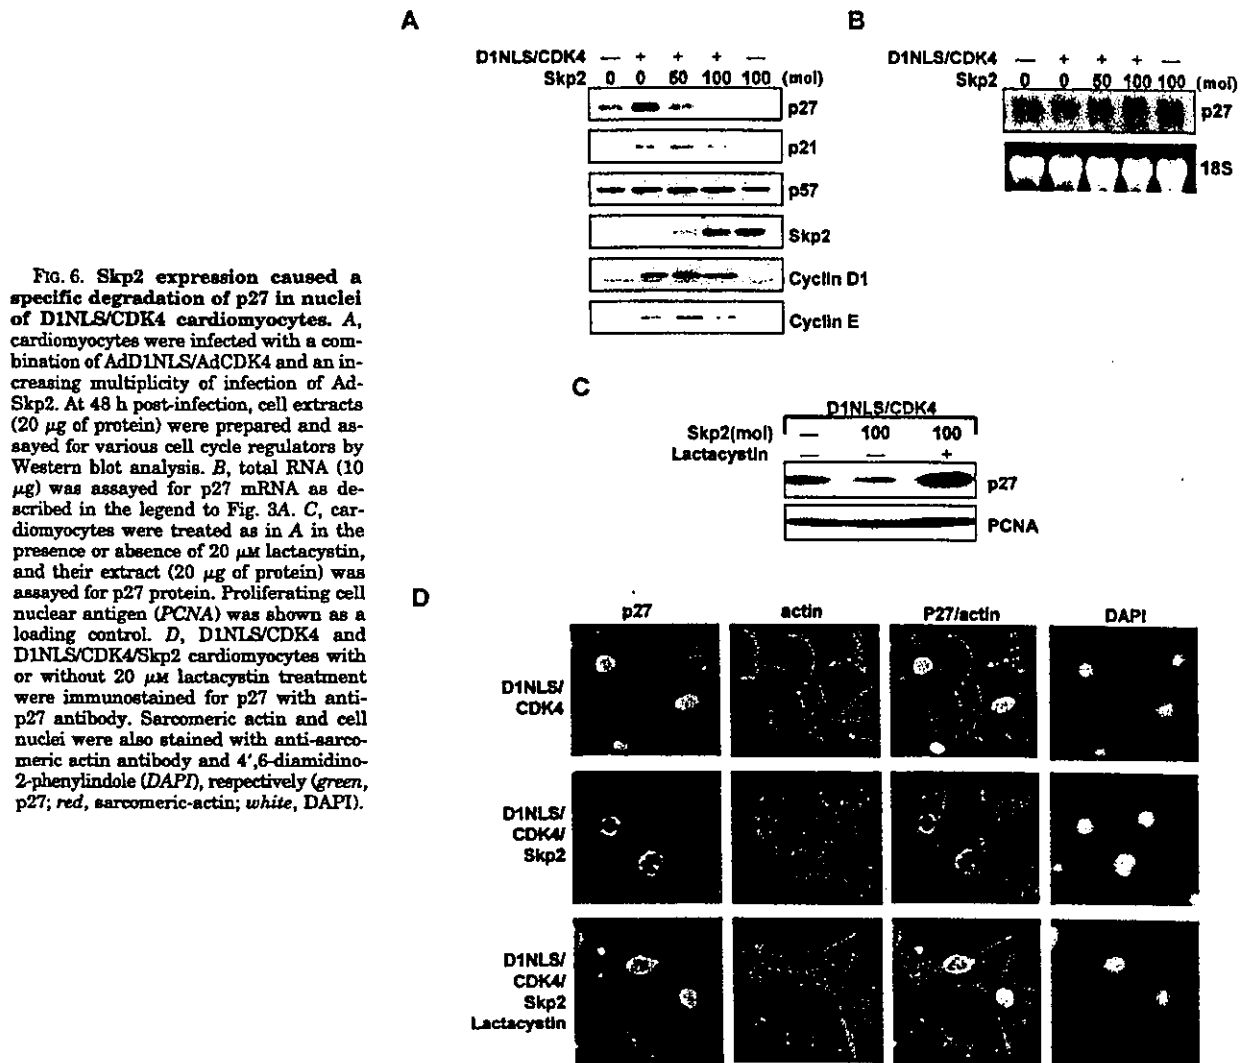 A
D1NLS/CDK4 — + + + —
Skp2 0 0 50 100 100 (moi)
p27
p21
p57
Skp2
Cyclin D1
Cyclin E
B
D1NLS/CDK4 — + + + —
Skp2 0 0 50 100 100 (moi)
p27
18S
FIG. 6. Skp2 expression caused a
specific degradation of p27 in nuclei
of D1NLS/CDK4 cardiomyocytes. A,
cardiomyocytes were infected with a com-
bination of AdD1NLS/AdCDK4 and an in-
creasing multiplicity of infection of Ad-
Skp2. At 48 h post-infection, cell extracts
(20 μg of protein) were prepared and as-
sayed for various cell cycle regulators by
Western blot analysis. B, total RNA (10
μg) was assayed for p27 mRNA as de-
scribed in the legend to Fig. 3A. C, car-
diomyocytes were treated as in A in the
presence or absence of 20 μM lactacystin,
and their extract (20 μg of protein) was
assayed for p27 protein. Proliferating cell
nuclear antigen (PCNA) was shown as a
loading control. D, D1NLS/CDK4 and
D1NLS/CDK4/Skp2 cardiomyocytes with
or without 20 μM lactacystin treatment
were immunostained for p27 with anti-
p27 antibody. Sarcomeric actin and cell
nuclei were also stained with anti-sarco-
meric actin antibody and 4′,6-diamidino-
2-phenylindole (DAPI), respectively (green,
p27; red, sarcomeric-actin; white, DAPI).
C
D1NLS/CDK4
Skp2(moi) — 100 100
Lactacystin — — +
p27
PCNA
D
p27 actin P27/actin DAPI
D1NLS/
CDK4
D1NLS/
CDK4/
Skp2
D1NLS/
CDK4/
Skp2
Lactacystin